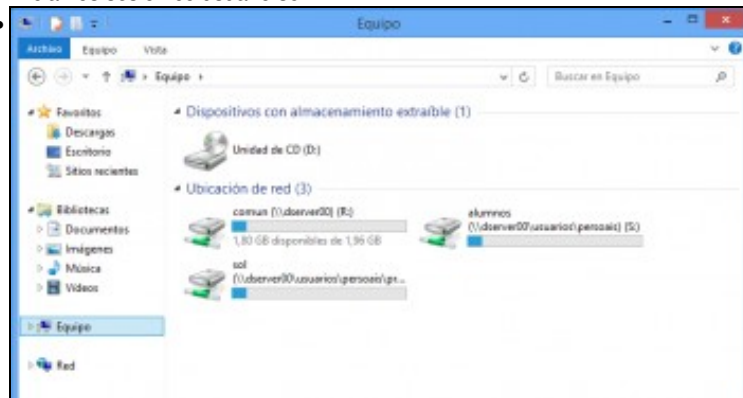 Equipo
Archivo Equipo Vista
Equipo
Buscar en Equipo
Favoritos
Descargas
Escritorio
Sitios recientes
Bibliotecas
Documentos
Imágenes
Música
Vídeos
Equipo
Red
Dispositivos con almacenamiento extraíble (1)
Unidad de CD (D:)
Ubicación de red (3)
comun (\\dserver00) (R:)
1,80 GB disponibles de 1,96 GB
alumnos
(\\dserver00\usuarios\persoais) (S:)
sol
(\\dserver00\usuarios\persoais\pr...